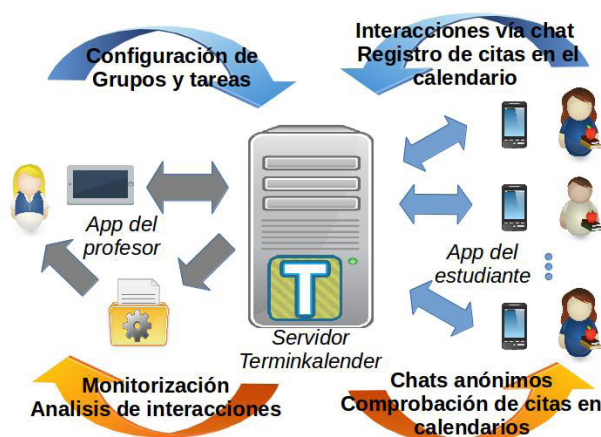 Configuración de
Grupos y tareas
Interacciones vía chat
Registro de citas en el
calendario
App del
profesor
App del
estudiante
T
Servidor
Terminkalender
Monitorización
Analisis de interacciones
Chats anónimos
Comprobación de citas en
calendarios